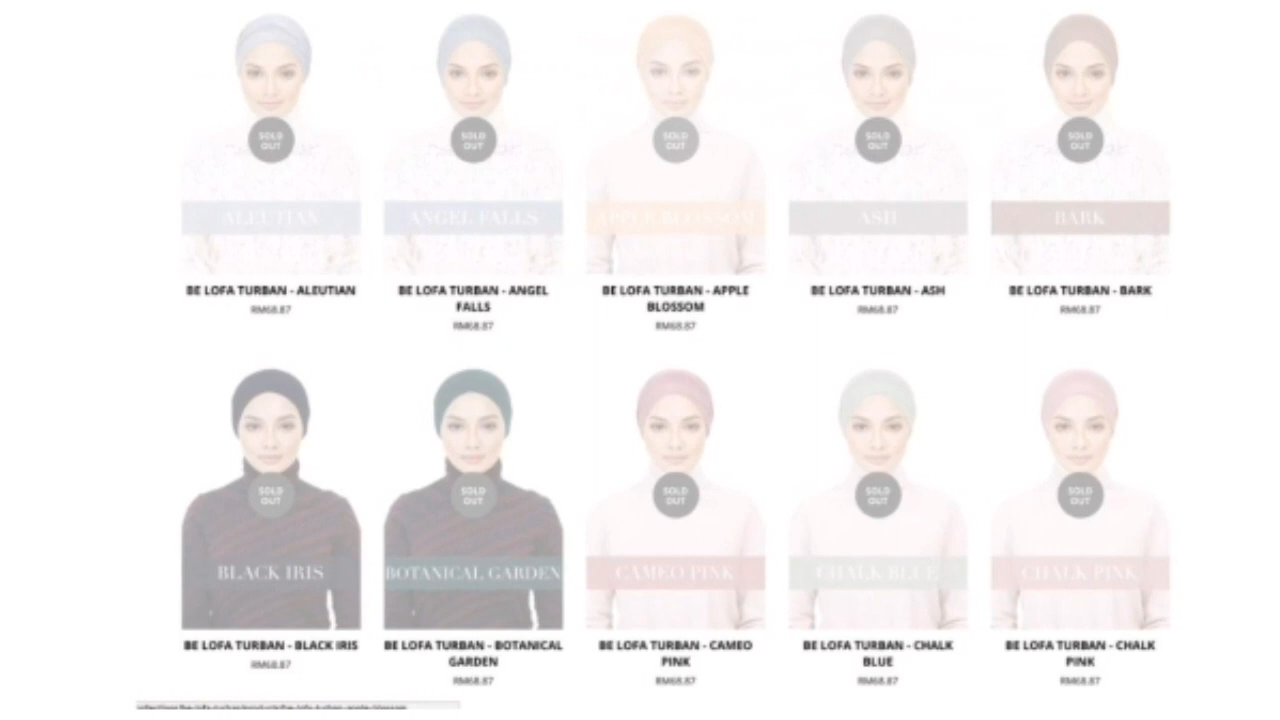 SOLD
OUT
SOLD
OUT
SOLD
OUT
SOLD
OUT
SOLD
OUT
ALEUTIAN
ANGEL FALLS
APPLE BLOSSOM
ASH
BARK
BE LOFA TURBAN - ALEUTIAN
RM68.87
BE LOFA TURBAN - ANGEL
FALLS
RM68.87
BE LOFA TURBAN - APPLE
BLOSSOM
RM68.87
BE LOFA TURBAN - ASH
RM68.87
BE LOFA TURBAN - BARK
RM68.87
SOLD
OUT
SOLD
OUT
SOLD
OUT
SOLD
OUT
SOLD
OUT
BLACK IRIS
BOTANICAL GARDEN
CAMEO PINK
CHALK BLUE
CHALK PINK
BE LOFA TURBAN - BLACK IRIS
RM68.87
BE LOFA TURBAN - BOTANICAL
GARDEN
RM68.87
BE LOFA TURBAN - CAMEO
PINK
RM68.87
BE LOFA TURBAN - CHALK
BLUE
RM68.87
BE LOFA TURBAN - CHALK
PINK
RM68.87